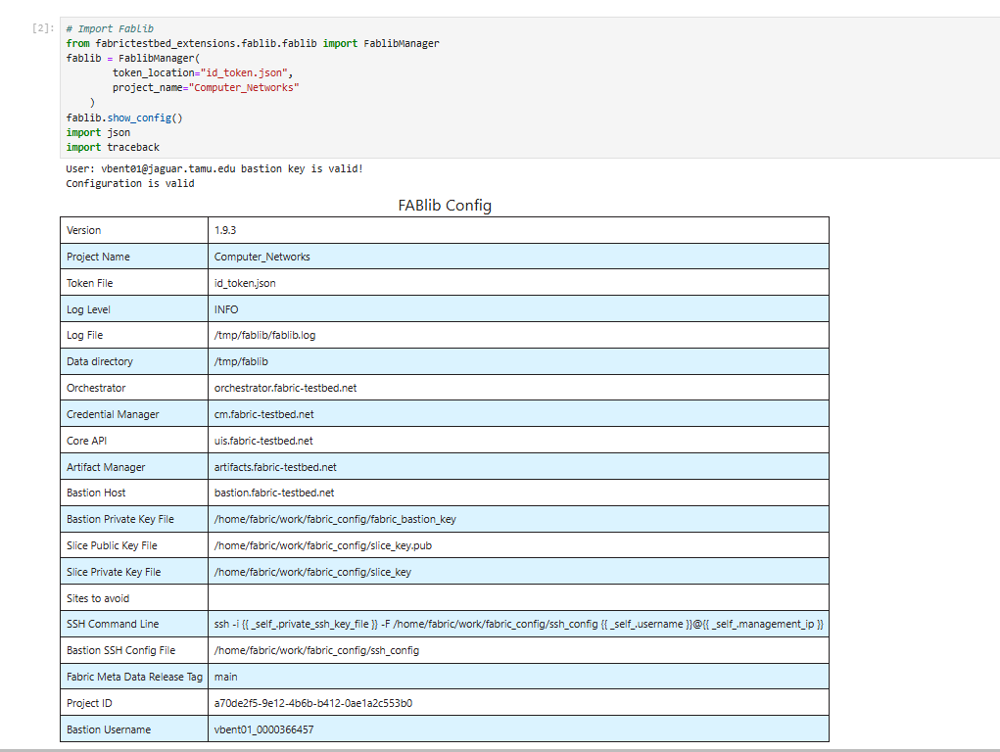 [2]:
# Import Fablib
from fabrictestbed_extensions.fablib.fablib import FablibManager
fablib = FablibManager(
token_location="id_token.json",
project_name="Computer_Networks"
)
fablib.show_config()
import json
import traceback
User: vbent01@jaguar.tamu.edu bastion key is valid!
Configuration is valid
FABlib Config
Version 1.9.3
Project Name Computer_Networks
Token File id_token.json
Log Level INFO
Log File /tmp/fablib/fablib.log
Data directory /tmp/fablib
Orchestrator orchestrator.fabric-testbed.net
Credential Manager cm.fabric-testbed.net
Core API uis.fabric-testbed.net
Artifact Manager artifacts.fabric-testbed.net
Bastion Host bastion.fabric-testbed.net
Bastion Private Key File /home/fabric/work/fabric_config/fabric_bastion_key
Slice Public Key File /home/fabric/work/fabric_config/slice_key.pub
Slice Private Key File /home/fabric/work/fabric_config/slice_key
Sites to avoid
SSH Command Line ssh -i {{ _self_.private_ssh_key_file }} -F /home/fabric/work/fabric_config/ssh_config {{ _self_.username }}@{{ _self_.management_ip }}
Bastion SSH Config File /home/fabric/work/fabric_config/ssh_config
Fabric Meta Data Release Tag main
Project ID a70de2f5-9e12-4b6b-b412-0ae1a2c553b0
Bastion Username vbent01_0000366457